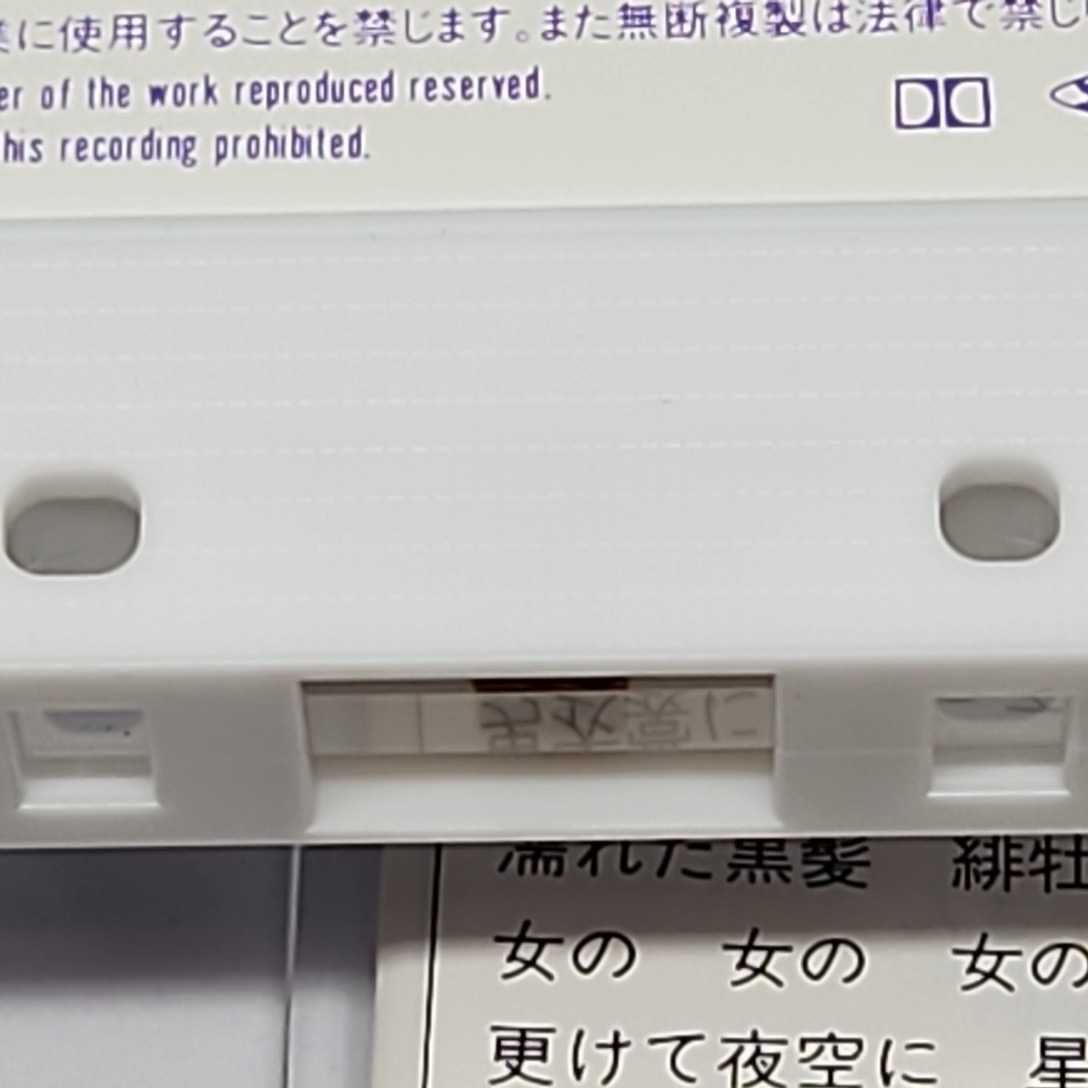 に使用することを禁じます。また無断複製は法律で禁じ
er of the work reproduced reserved.
his recording prohibited.
濡れた黒髪　緋牡
女の　女の　女の
更けて夜空に　星